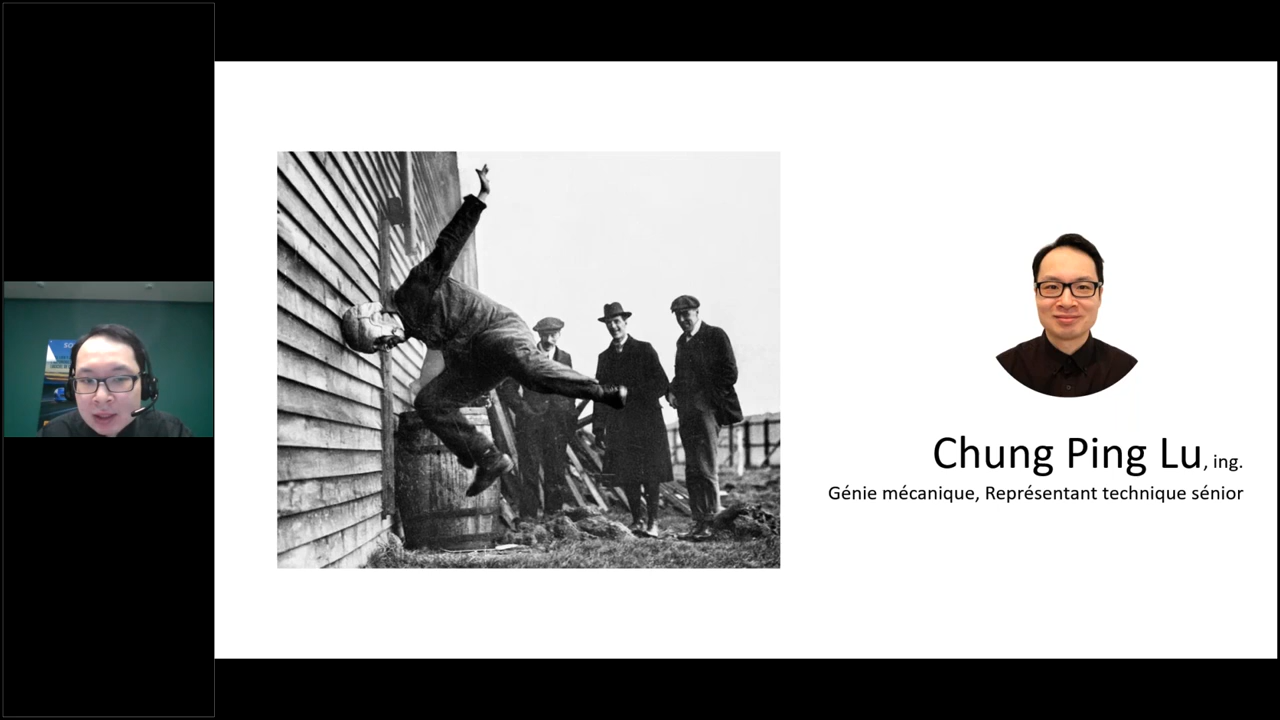 Chung Ping Lu, ing.
Génie mécanique, Représentant technique sénior